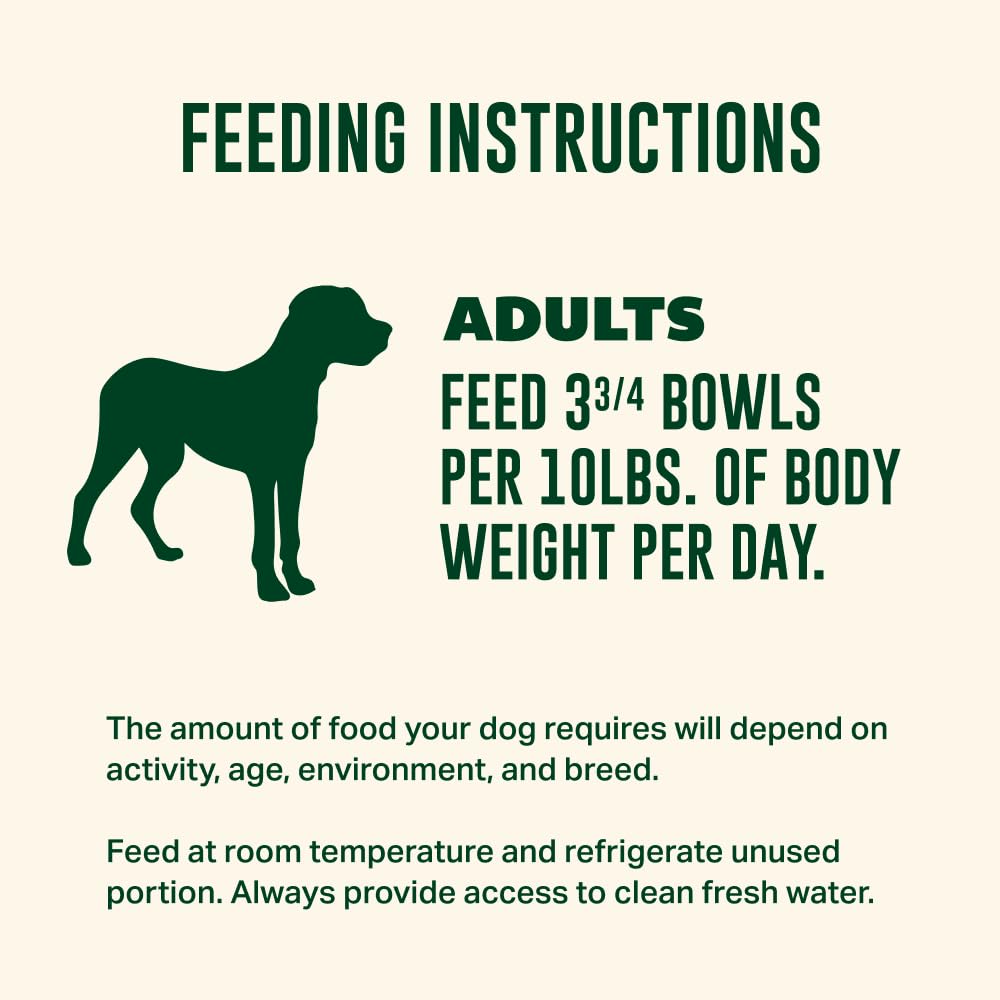 FEEDING INSTRUCTIONS
ADULTS
FEED 3 3/4 BOWLS
PER 10LBS. OF BODY
WEIGHT PER DAY.
The amount of food your dog requires will depend on
activity, age, environment, and breed.
Feed at room temperature and refrigerate unused
portion. Always provide access to clean fresh water.